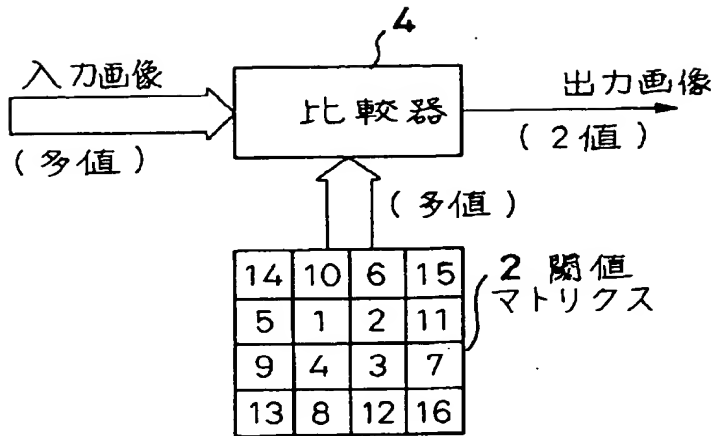 4
入力画像
比較器
出力画像
(多値)
(2値)
(多値)
14 10 6 15
2 閾値
マトリクス
5 1 2 11
9 4 3 7
13 8 12 16